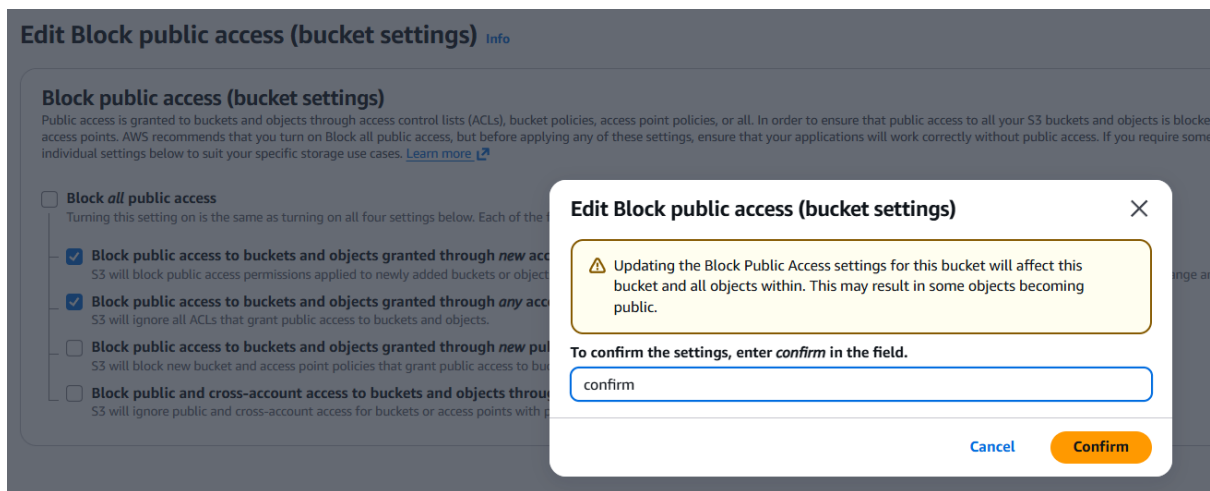 Edit Block public access (bucket settings) Info
Block public access (bucket settings)
Public access is granted to buckets and objects through access control lists (ACLs), bucket policies, access point policies, or all. In order to ensure that public access to all your S3 buckets and objects is
access points. AWS recommends that you turn on Block all public access, but before applying any of these settings, ensure that your applications will work correctly without public access. If you require
individual settings below to suit your specific storage use cases. Learn more
Block all public access
Turning this setting on is the same as turning on all four settings below. Each of the
Block public access to buckets and objects granted through new
S3 will block public access permissions applied to newly added buckets or
Block public access to buckets and objects granted through any
S3 will ignore all ACLs that grant public access to buckets and objects.
Block public access to buckets and objects granted through new
S3 will block new bucket and access point policies that grant public access to
Block public and cross-account access to buckets and objects
S3 will ignore public and cross-account access for buckets or access points with
Edit Block public access (bucket settings)
Updating the Block Public Access settings for this bucket will affect this
bucket and all objects within. This may result in some objects becoming
public.
To confirm the settings, enter confirm in the field.
confirm
Cancel Confirm